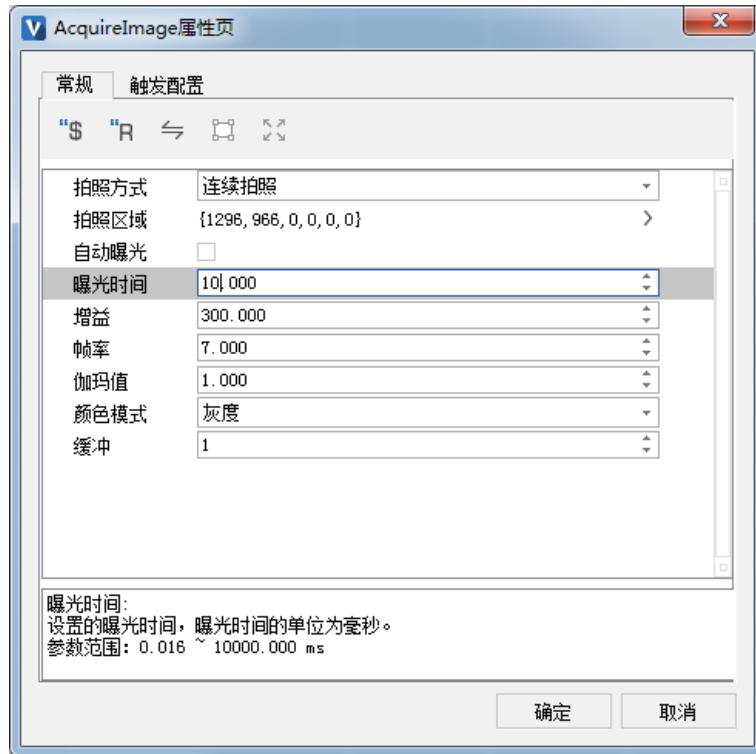 AcquireImage属性页
常规 触发配置
"$ "R
拍照方式 连续拍照
拍照区域 {1296,966,0,0,0,0}
自动曝光
曝光时间 10.000
增益 300.000
帧率 7.000
伽玛值 1.000
颜色模式 灰度
缓冲 1
曝光时间:
设置的曝光时间，曝光时间的单位为毫秒。
参数范围: 0.016 ~ 10000.000 ms
确定 取消